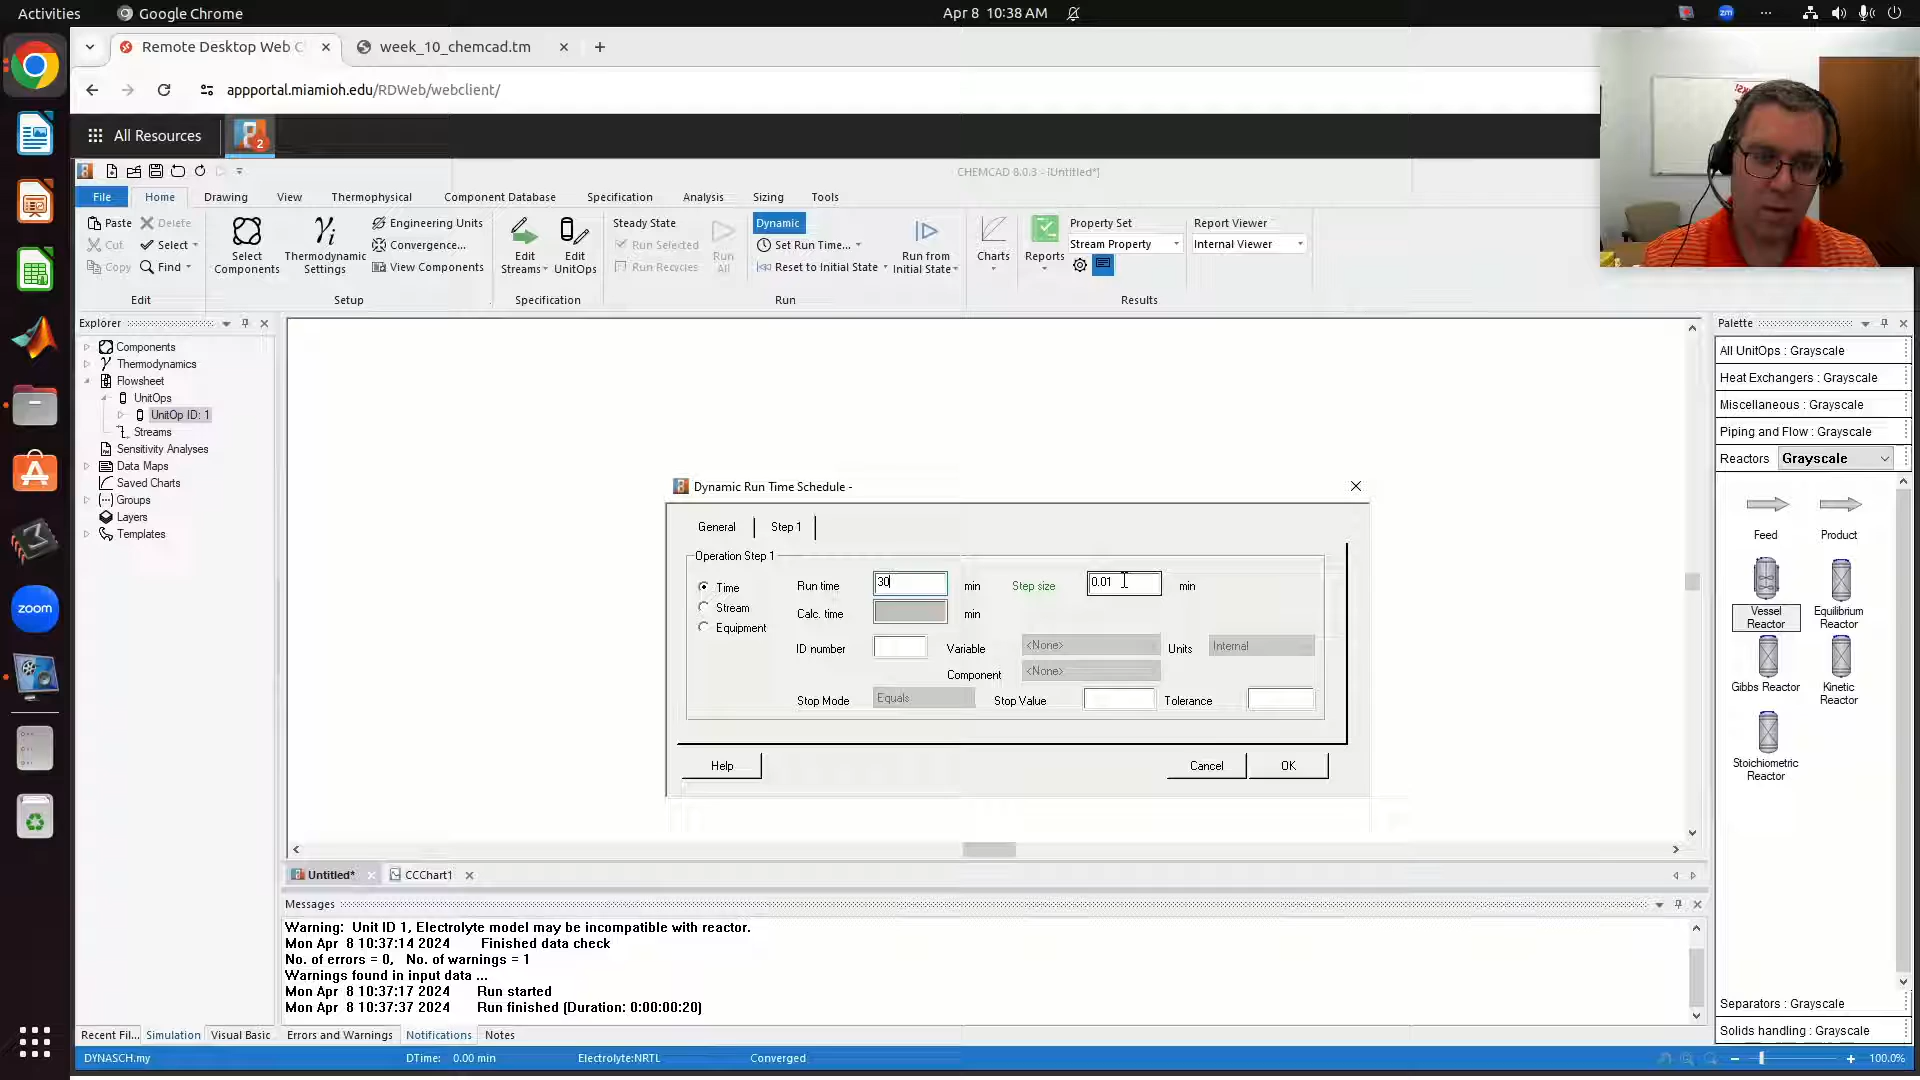 Activities
Google Chrome
Apr 8 10:38 AM
zm
Remote Desktop Web C
week_10_chemcad.tm
appportal.miamioh.edu/RDWeb/webclient/
All Resources
2
CHEMCAD 8.0.3 - [Untitled*]
File
Home
Drawing
View
Thermophysical
Component Database
Specification
Analysis
Sizing
Tools
Paste
Delete
Cut
Select
Copy
Find
Edit
Select Components
Thermodynamic Settings
Engineering Units
Convergence...
View Components
Setup
Edit Streams
Edit UnitOps
Specification
Steady State
Run Selected
Run Recycles
Run All
Dynamic
Set Run Time...
Reset to Initial State
Run from Initial State
Run
Charts
Reports
Property Set
Stream Property
Report Viewer
Internal Viewer
Results
Explorer
Components
Thermodynamics
Flowsheet
UnitOps
UnitOp ID: 1
Streams
Sensitivity Analyses
Data Maps
Saved Charts
Groups
Layers
Templates
Dynamic Run Time Schedule -
General
Step 1
Operation Step 1
Time
Stream
Equipment
Run time
30
min
Step size
0.01
min
Calc. time
min
ID number
Variable
<None>
Units
Internal
Component
<None>
Stop Mode
Equals
Stop Value
Tolerance
Help
Cancel
OK
Palette
All UnitOps : Grayscale
Heat Exchangers : Grayscale
Miscellaneous : Grayscale
Piping and Flow : Grayscale
Reactors
Grayscale
Feed
Product
Vessel Reactor
Equilibrium Reactor
Gibbs Reactor
Kinetic Reactor
Stoichiometric Reactor
Separators : Grayscale
Solids handling : Grayscale
Untitled*
CCChart1
Messages
Warning: Unit ID 1, Electrolyte model may be incompatible with reactor.
Mon Apr 8 10:37:14 2024 Finished data check
No. of errors = 0, No. of warnings = 1
Warnings found in input data ...
Mon Apr 8 10:37:17 2024 Run started
Mon Apr 8 10:37:37 2024 Run finished (Duration: 0:00:00:20)
Recent Fil...
Simulation
Visual Basic
Errors and Warnings
Notifications
Notes
DYNASCH.my
DTime: 0.00 min
Electrolyte:NRTL
Converged
100.0%
zoom